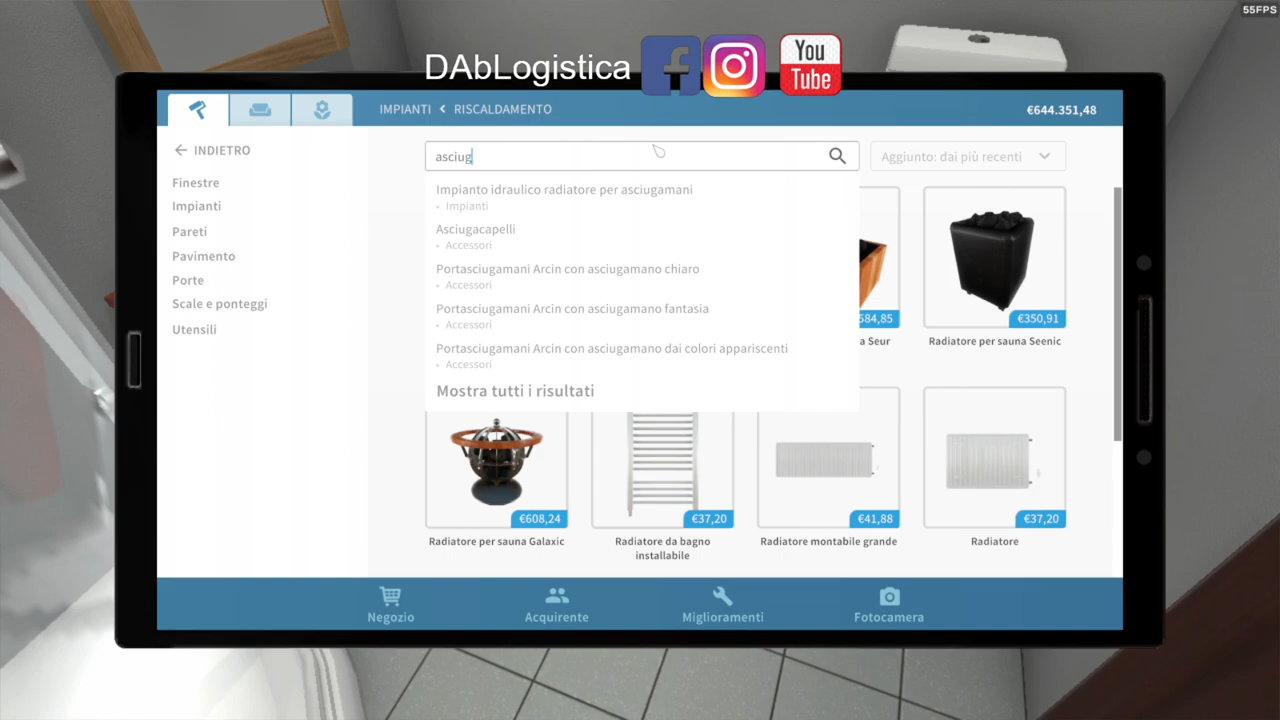 55FPS
DAbLogistica
You
Tube
IMPIANTI < RISCALDAMENTO
€644.351,48
INDIETRO
Finestre
Impianti
Pareti
Pavimento
Porte
Scale e ponteggi
Utensili
asciug
Aggiunto: dai più recenti
Impianto idraulico radiatore per asciugamani
• Impianti
Asciugacapelli
• Accessori
Portasciugamani Arcin con asciugamano chiaro
• Accessori
Portasciugamani Arcin con asciugamano fantasia
• Accessori
Portasciugamani Arcin con asciugamano dai colori appariscenti
• Accessori
Mostra tutti i risultati
584,85
a Seur
€350,91
Radiatore per sauna Seenic
€608,24
Radiatore per sauna Galaxic
€37,20
Radiatore da bagno
installabile
€41,88
Radiatore montabile grande
€37,20
Radiatore
Negozio
Acquirente
Miglioramenti
Fotocamera